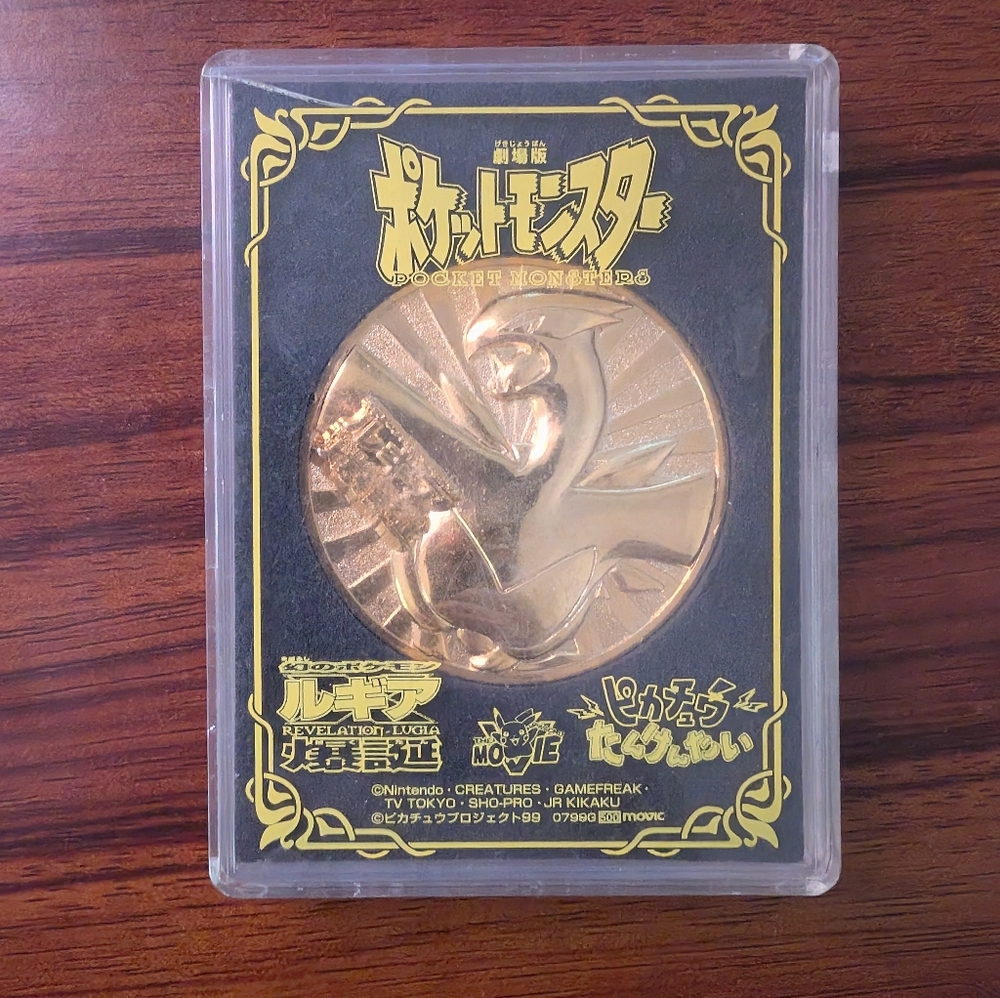 げきじょうばん
劇場版
ポケットモンスター
POCKET MONSTERS
幻のポケモン
ルギア
REVELATION-LUGIA
爆誕
THE
MOVIE
ピカチュウ
たんけんたい
©Nintendo・CREATURES・GAMEFREAK・
TV TOKYO・SHO-PRO・JR KIKAKU
©ピカチュウプロジェクト99 0799G 500 movic